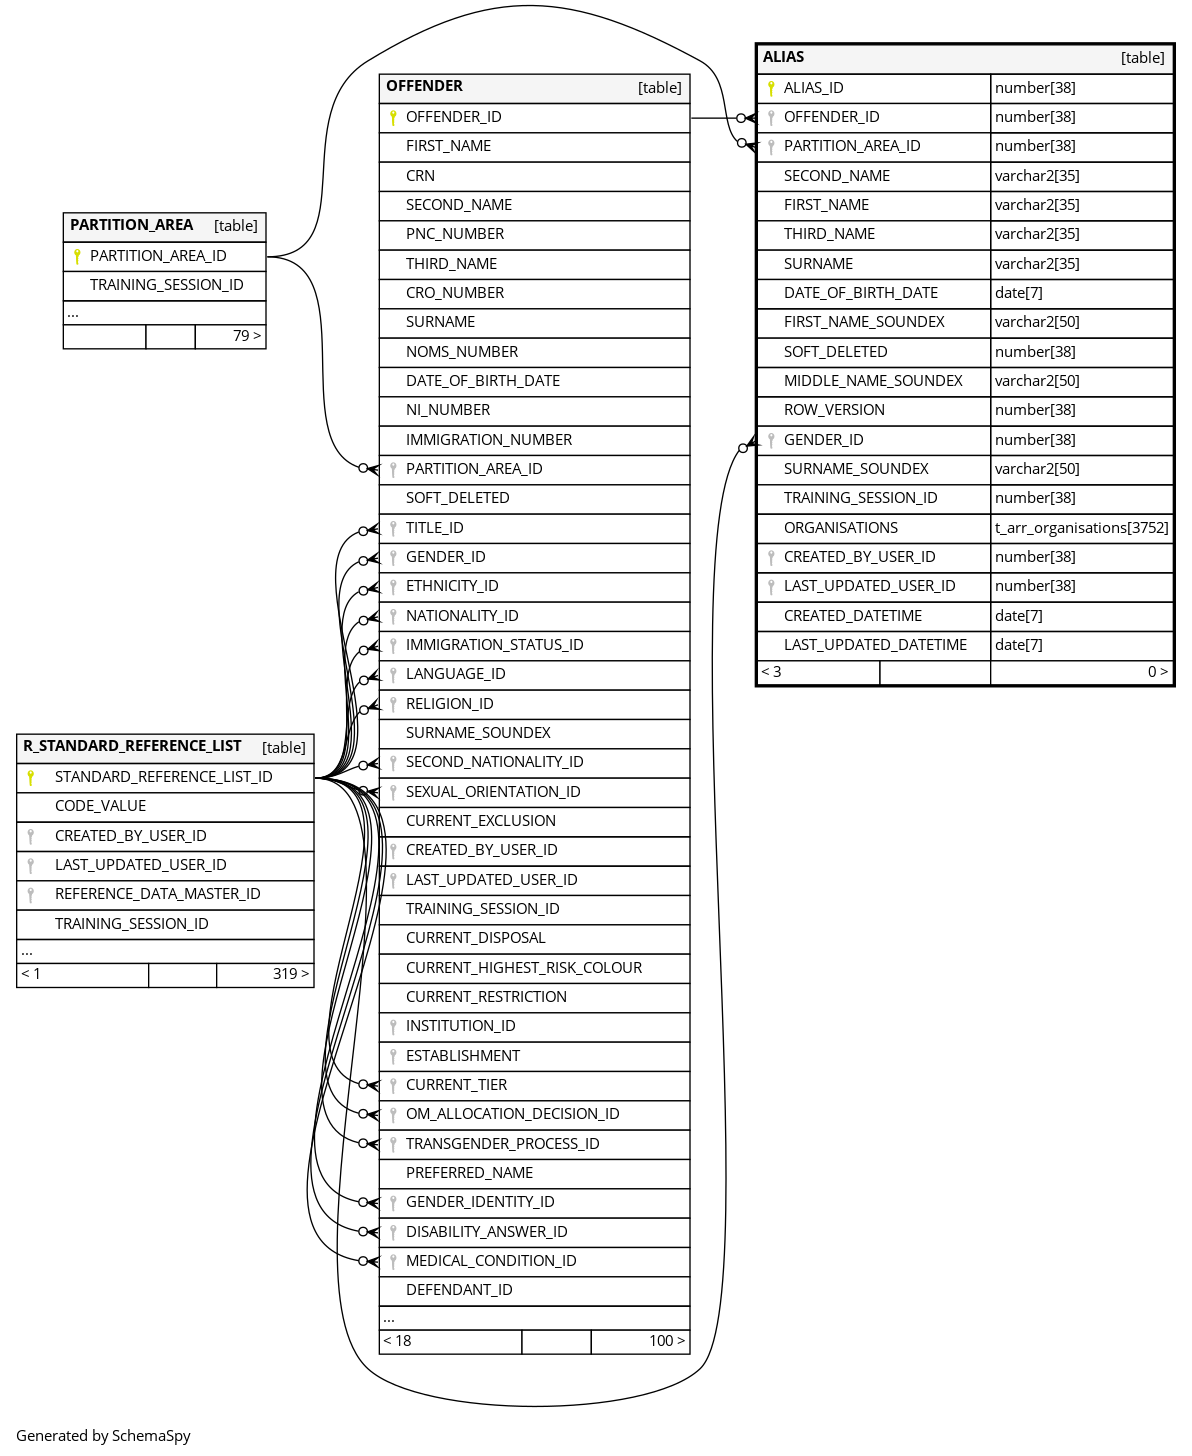 PARTITION_AREA [table]
PARTITION_AREA_ID
TRAINING_SESSION_ID
...
79 >
R_STANDARD_REFERENCE_LIST [table]
STANDARD_REFERENCE_LIST_ID
CODE_VALUE
CREATED_BY_USER_ID
LAST_UPDATED_USER_ID
REFERENCE_DATA_MASTER_ID
TRAINING_SESSION_ID
...
< 1 319 >
OFFENDER [table]
OFFENDER_ID
FIRST_NAME
CRN
SECOND_NAME
PNC_NUMBER
THIRD_NAME
CRO_NUMBER
SURNAME
NOMS_NUMBER
DATE_OF_BIRTH_DATE
NI_NUMBER
IMMIGRATION_NUMBER
PARTITION_AREA_ID
SOFT_DELETED
TITLE_ID
GENDER_ID
ETHNICITY_ID
NATIONALITY_ID
IMMIGRATION_STATUS_ID
LANGUAGE_ID
RELIGION_ID
SURNAME_SOUNDEX
SECOND_NATIONALITY_ID
SEXUAL_ORIENTATION_ID
CURRENT_EXCLUSION
CREATED_BY_USER_ID
LAST_UPDATED_USER_ID
TRAINING_SESSION_ID
CURRENT_DISPOSAL
CURRENT_HIGHEST_RISK_COLOUR
CURRENT_RESTRICTION
INSTITUTION_ID
ESTABLISHMENT
CURRENT_TIER
OM_ALLOCATION_DECISION_ID
TRANSGENDER_PROCESS_ID
PREFERRED_NAME
GENDER_IDENTITY_ID
DISABILITY_ANSWER_ID
MEDICAL_CONDITION_ID
DEFENDANT_ID
...
< 18 100 >
ALIAS [table]
ALIAS_ID number[38]
OFFENDER_ID number[38]
PARTITION_AREA_ID number[38]
SECOND_NAME varchar2[35]
FIRST_NAME varchar2[35]
THIRD_NAME varchar2[35]
SURNAME varchar2[35]
DATE_OF_BIRTH_DATE date[7]
FIRST_NAME_SOUNDEX varchar2[50]
SOFT_DELETED number[38]
MIDDLE_NAME_SOUNDEX varchar2[50]
ROW_VERSION number[38]
GENDER_ID number[38]
SURNAME_SOUNDEX varchar2[50]
TRAINING_SESSION_ID number[38]
ORGANISATIONS t_arr_organisations[3752]
CREATED_BY_USER_ID number[38]
LAST_UPDATED_USER_ID number[38]
CREATED_DATETIME date[7]
LAST_UPDATED_DATETIME date[7]
< 3 0 >
Generated by SchemaSpy